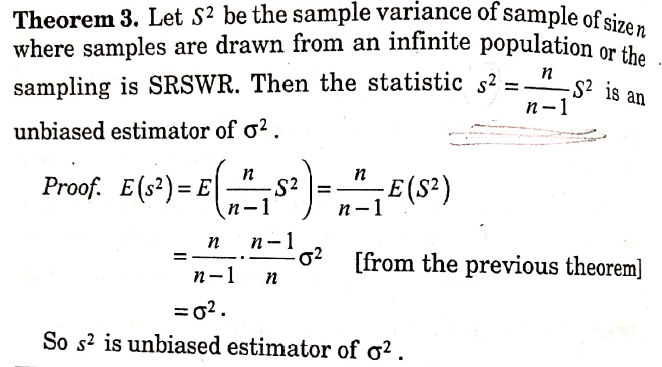 Theorem 3. Let S² be the sample variance of sample of size n
where samples are drawn from an infinite population or the
sampling is SRSWR. Then the statistic s² = n/(n−1) S² is an
unbiased estimator of σ².
Proof. E(s²) = E(n/(n−1) S²) = n/(n−1) E(S²)
= n/(n−1) · (n−1)/n σ² [from the previous theorem]
= σ².
So s² is unbiased estimator of σ².